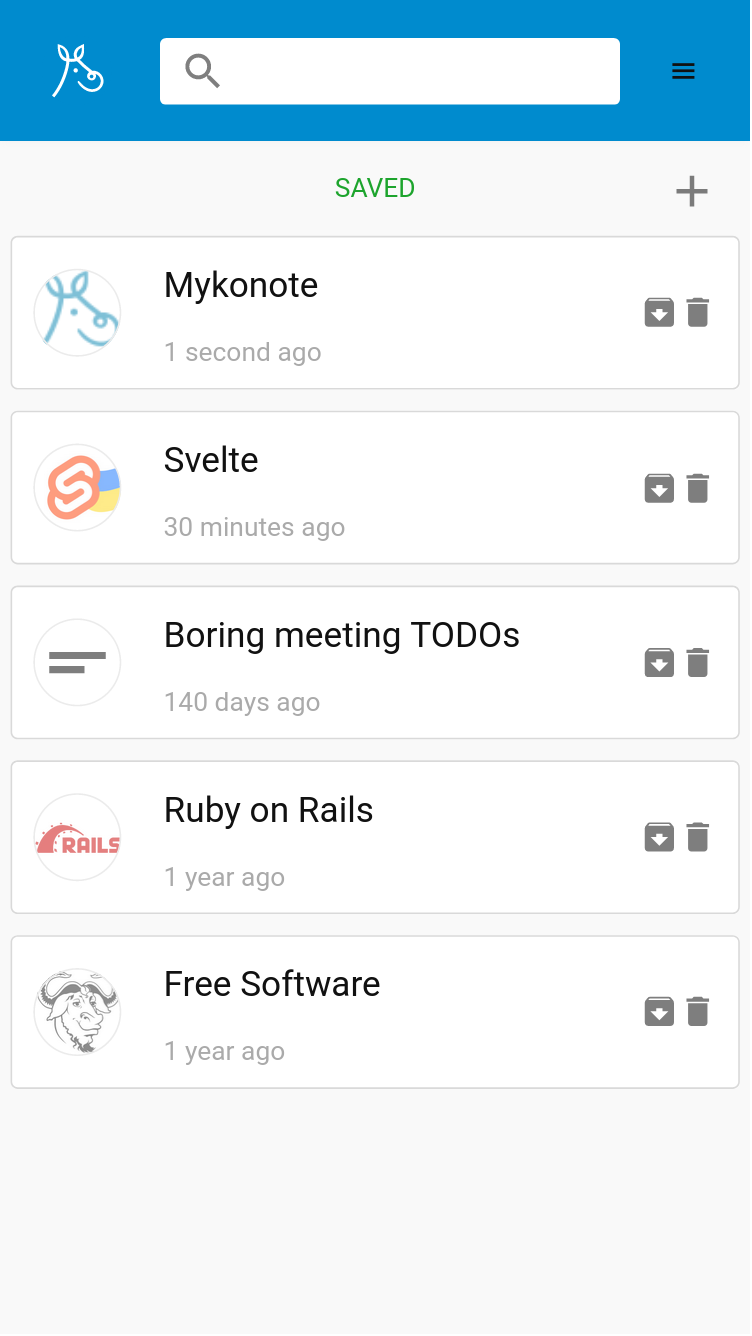 SAVED
Mykonote
1 second ago
Svelte
30 minutes ago
Boring meeting TODOs
140 days ago
Ruby on Rails
1 year ago
RAILS
Free Software
1 year ago